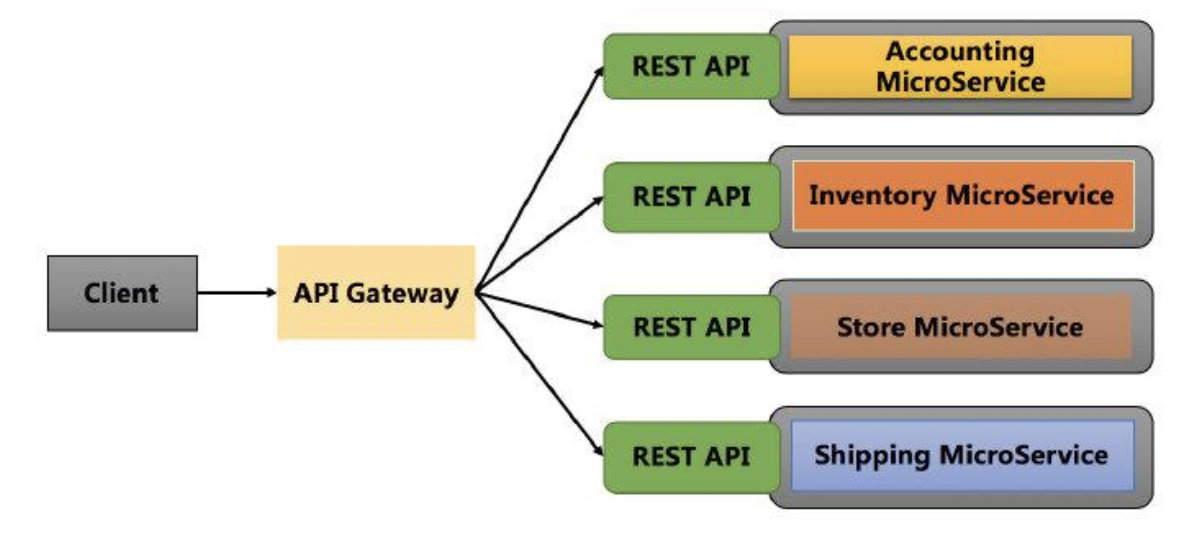 REST API
Accounting
MicroService
REST API
Inventory MicroService
Client
API Gateway
REST API
Store MicroService
REST API
Shipping MicroService